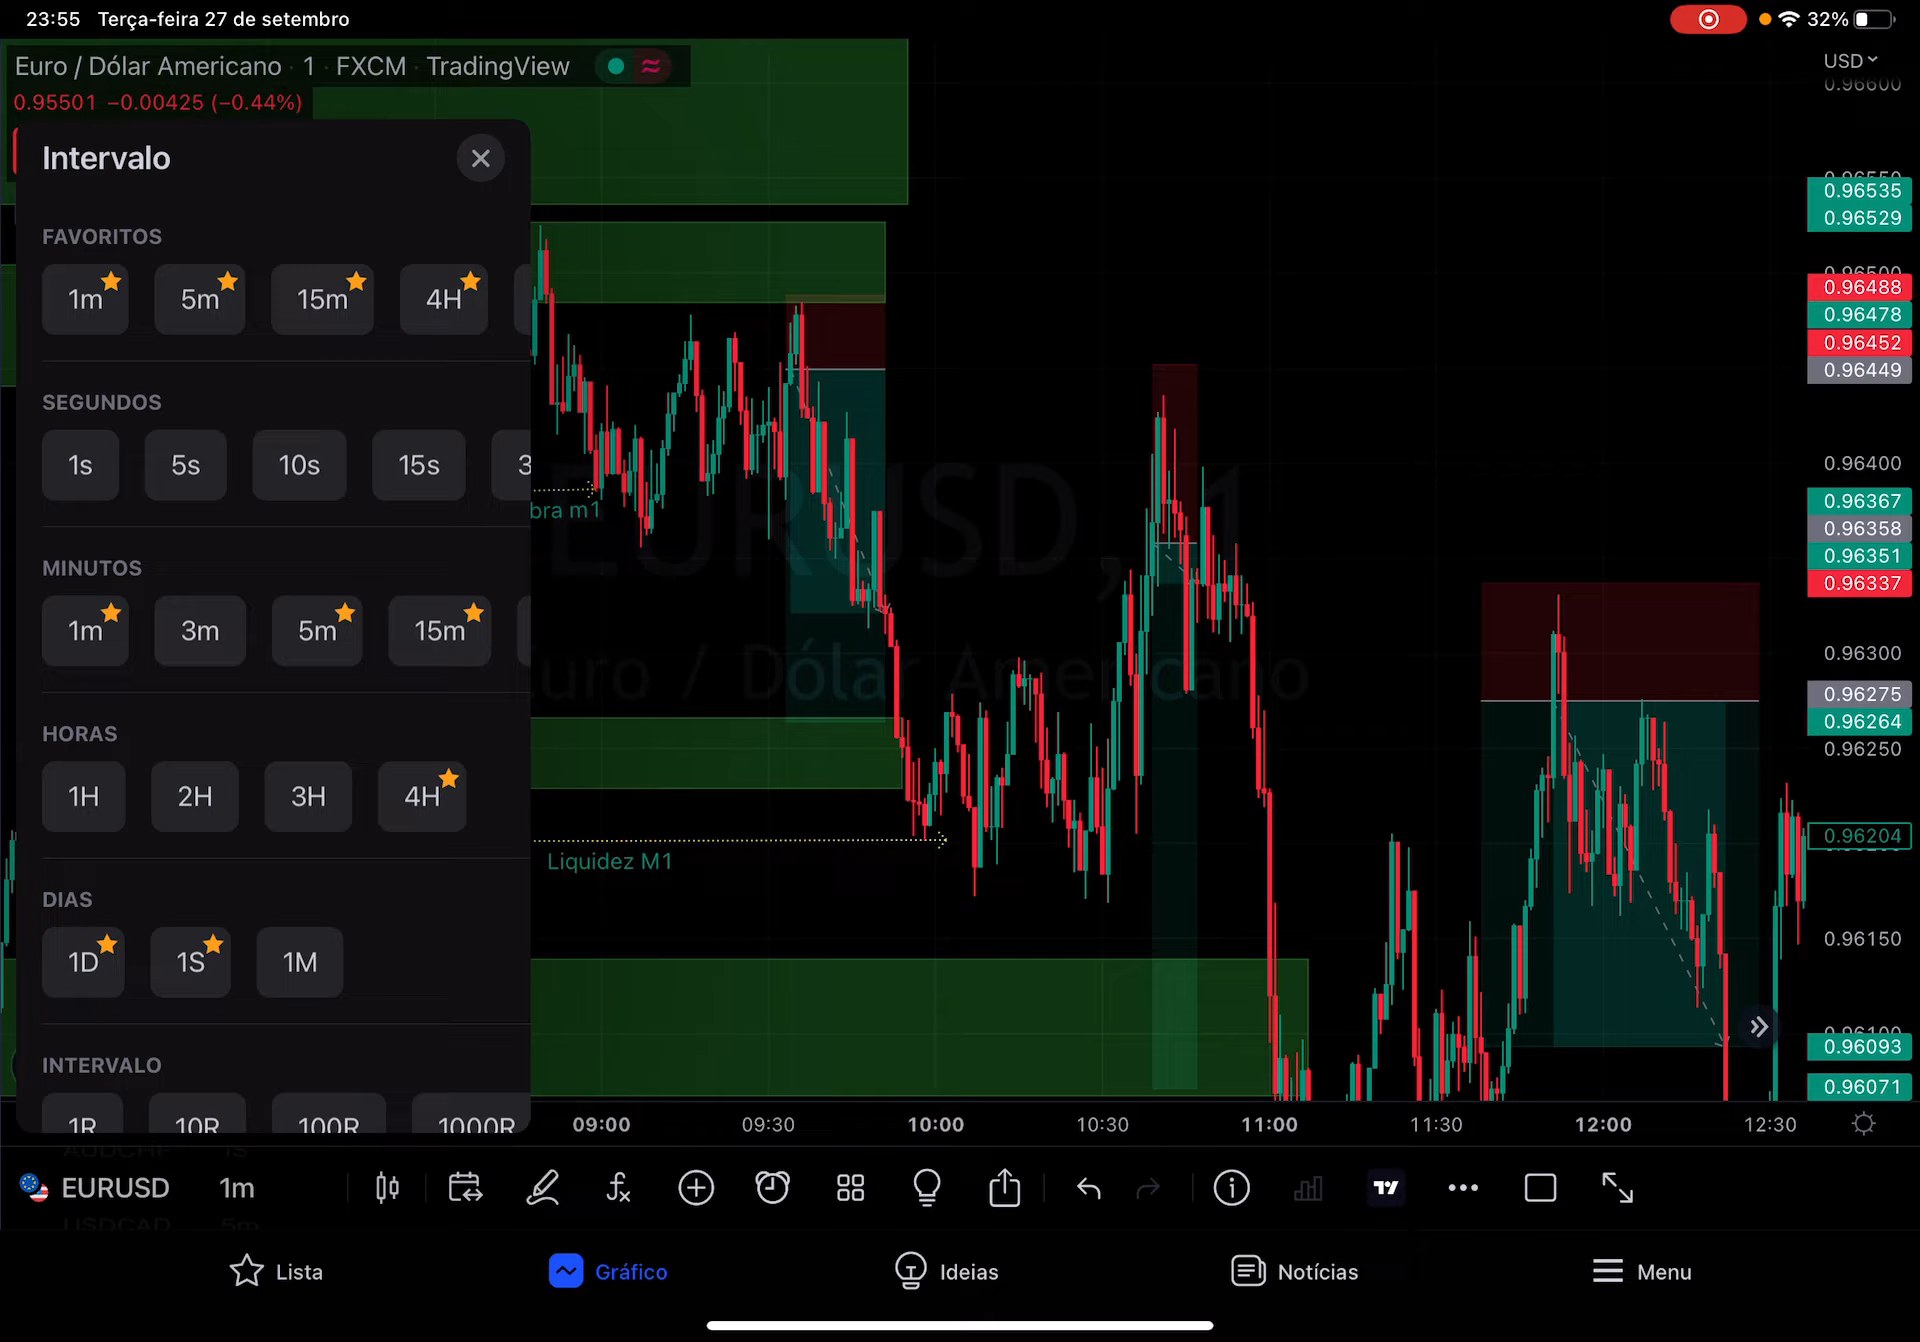 23:55 Terça-feira 27 de setembro
32%
Euro / Dólar Americano · 1 · FXCM · TradingView
USD
0.96600
0.95501 −0.00425 (−0.44%)
Intervalo
FAVORITOS
1m 5m 15m 4H
SEGUNDOS
1s 5s 10s 15s 3
MINUTOS
1m 3m 5m 15m
HORAS
1H 2H 3H 4H
DIAS
1D 1S 1M
INTERVALO
1R 10R 100R 1000R
bra m1
EURUSD, 1
Euro / Dólar Americano
Liquidez M1
0.96550
0.96535
0.96529
0.96500
0.96488
0.96478
0.96452
0.96449
0.96400
0.96367
0.96358
0.96351
0.96337
0.96300
0.96275
0.96264
0.96250
0.96204
0.96150
0.96100
0.96093
0.96071
09:00 09:30 10:00 10:30 11:00 11:30 12:00 12:30
AUDCHF 1S
EURUSD 1m
USDCAD 5m
Lista Gráfico Ideias Notícias Menu